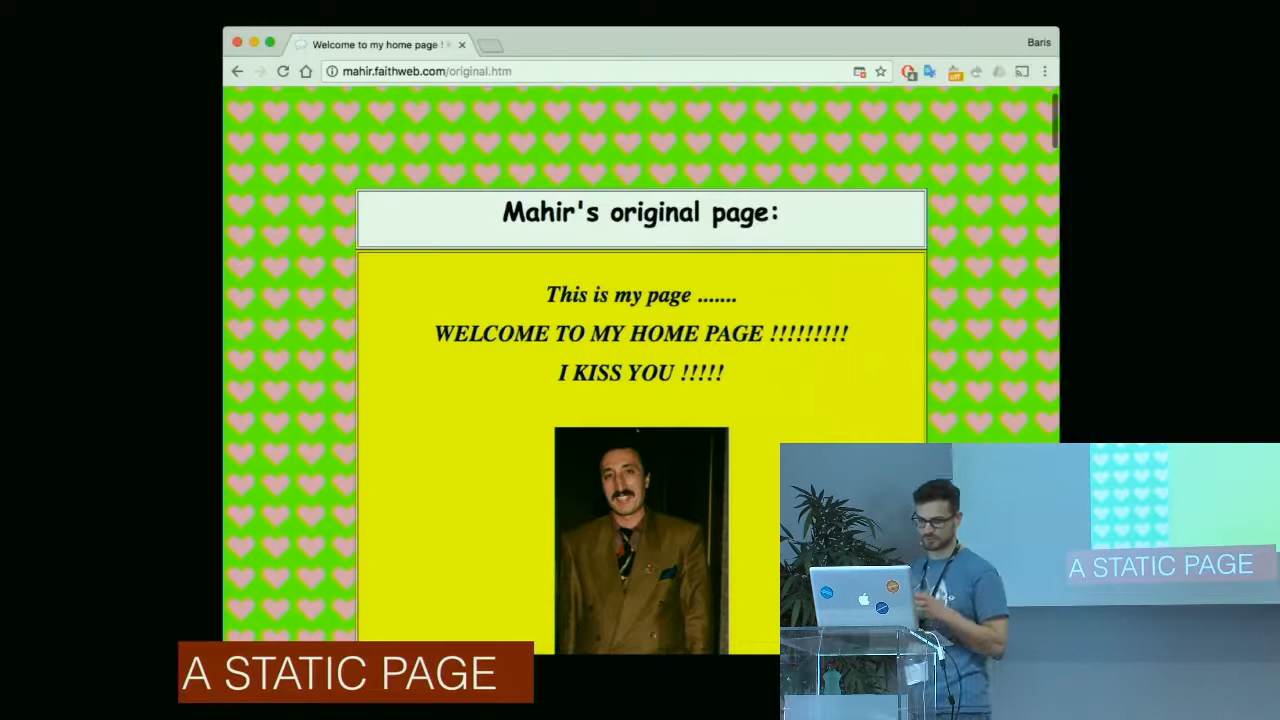 Welcome to my home page !
Baris
mahir.faithweb.com/original.htm
off
Mahir's original page:
This is my page .......
WELCOME TO MY HOME PAGE !!!!!!!!!
I KISS YOU !!!!!
A STATIC PAGE
A STATIC PAGE